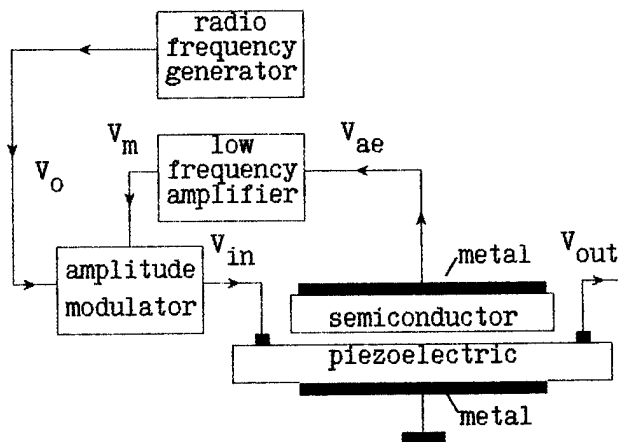 radio
frequency
generator
V_m
low
frequency
amplifier
V_ae
V_o
V_in
metal
V_out
amplitude
modulator
semiconductor
piezoelectric
metal